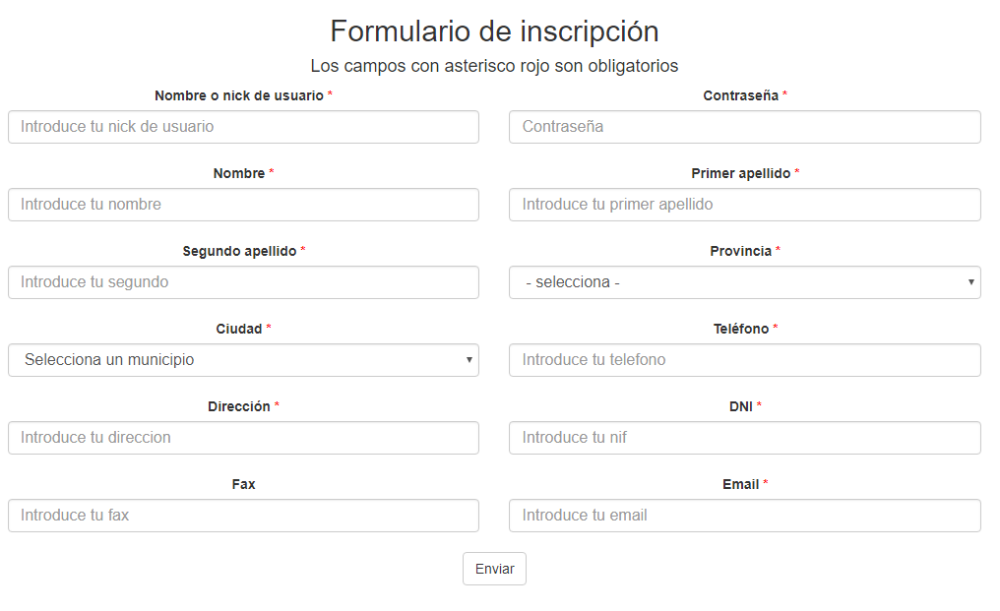 Formulario de inscripción
Los campos con asterisco rojo son obligatorios
Nombre o nick de usuario *
Contraseña *
Introduce tu nick de usuario
Contraseña
Nombre *
Primer apellido *
Introduce tu nombre
Introduce tu primer apellido
Segundo apellido *
Provincia *
Introduce tu segundo
- selecciona -
Ciudad *
Teléfono *
Selecciona un municipio
Introduce tu telefono
Dirección *
DNI *
Introduce tu direccion
Introduce tu nif
Fax
Email *
Introduce tu fax
Introduce tu email
Enviar